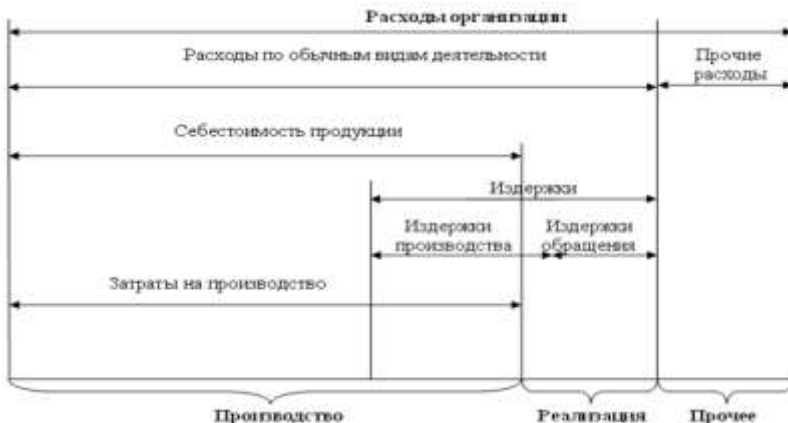 Расходы организации
Расходы по обычным видам деятельности
Прочие
расходы
Себестоимость продукции
Издержки
Издержки
производства
Издержки
обращения
Затраты на производство
Производство
Реализация
Прочее